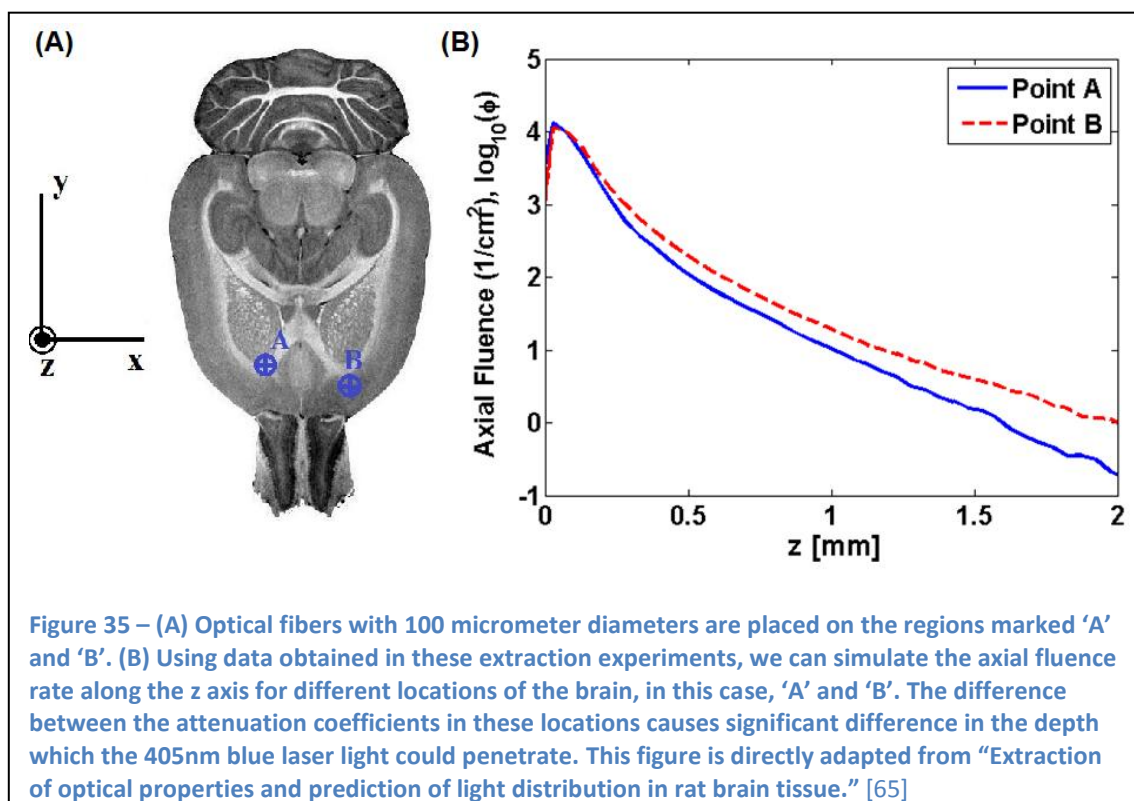 (A)
(B)
y
x
z
A
B
5
4
3
2
1
0
-1
Axial Fluence (1/cm²), log₁₀(ϕ)
Point A
Point B
0
0.5
1
1.5
2
z [mm]
Figure 35 – (A) Optical fibers with 100 micrometer diameters are placed on the regions marked ‘A’
and ‘B’. (B) Using data obtained in these extraction experiments, we can simulate the axial fluence
rate along the z axis for different locations of the brain, in this case, ‘A’ and ‘B’. The difference
between the attenuation coefficients in these locations causes significant difference in the depth
which the 405nm blue laser light could penetrate. This figure is directly adapted from “Extraction
of optical properties and prediction of light distribution in rat brain tissue.” [65]